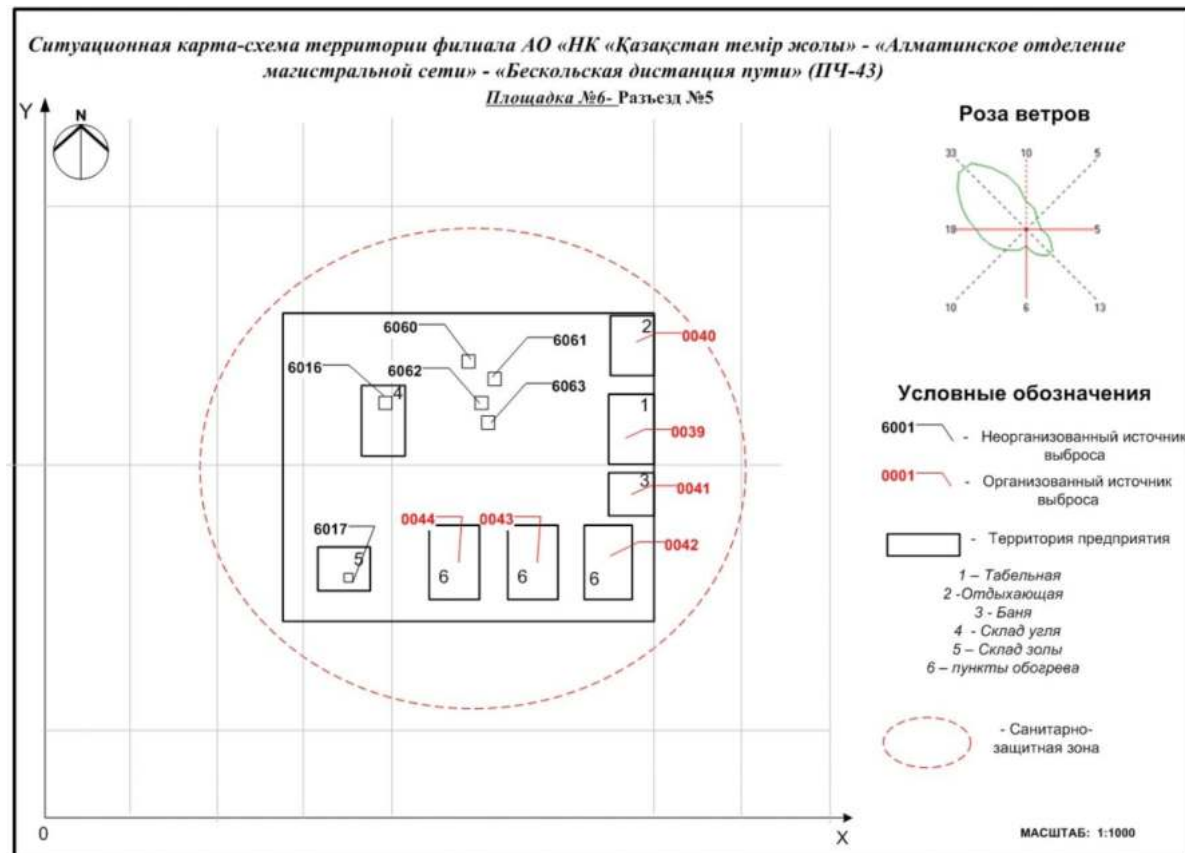 Ситуационная карта-схема территории филиала АО «НК «Қазақстан темір жолы» - «Алматинское отделение
магистральной сети» - «Бескольская дистанция пути» (ПЧ-43)
Площадка №6- Разъезд №5
Y
N
Роза ветров
33
10
5
19
5
10
6
13
6060
6061
2
0040
6016
6062
6063
4
1
0039
3
0041
6017
0044
0043
0042
5
6
6
6
Условные обозначения
6001
- Неорганизованный источник
выброса
0001
- Организованный источник
выброса
- Территория предприятия
1 – Табельная
2 -Отдыхающая
3 - Баня
4 - Склад угля
5 – Склад золы
6 – пункты обогрева
- Санитарно-
защитная зона
0
X
МАСШТАБ: 1:1000